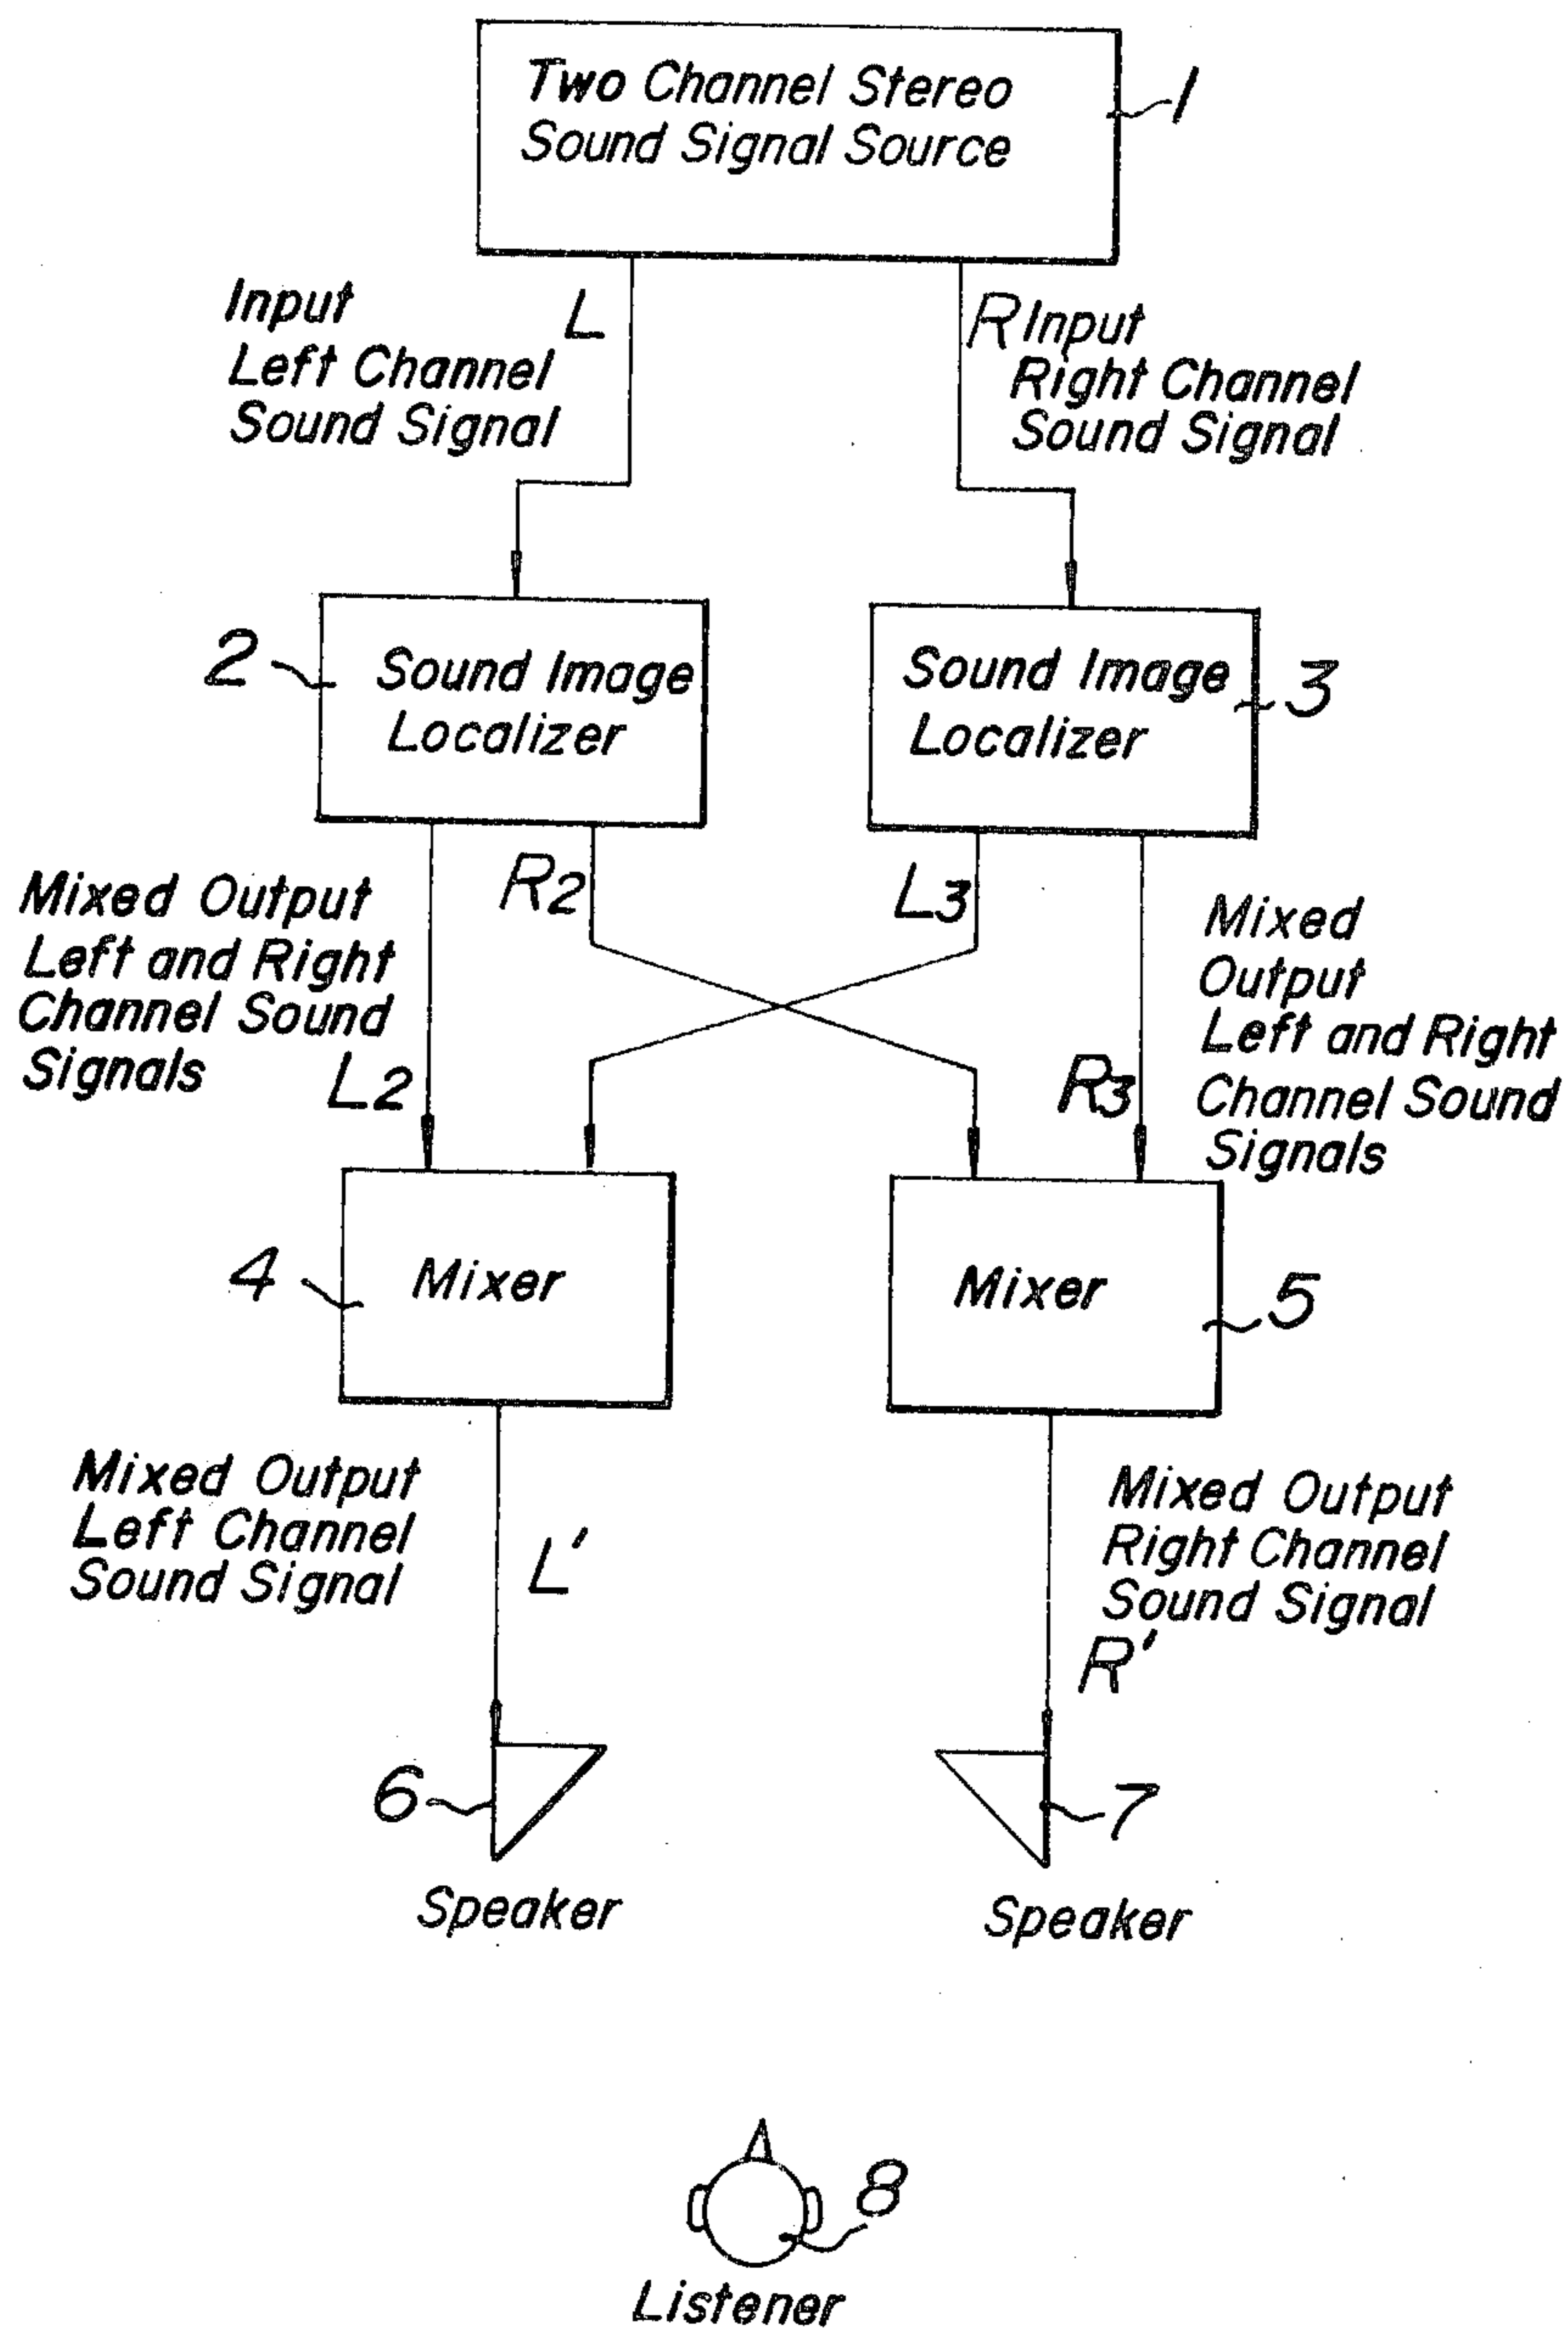 Two Channel Stereo
Sound Signal Source
1
Input
Left Channel
Sound Signal
L
R
Input
Right Channel
Sound Signal
2
Sound Image
Localizer
Sound Image
Localizer
3
Mixed Output
Left and Right
Channel Sound
Signals
L2
R2
L3
R3
Mixed
Output
Left and Right
Channel Sound
Signals
4
Mixer
Mixer
5
Mixed Output
Left Channel
Sound Signal
L'
Mixed Output
Right Channel
Sound Signal
R'
6
7
Speaker
Speaker
8
Listener